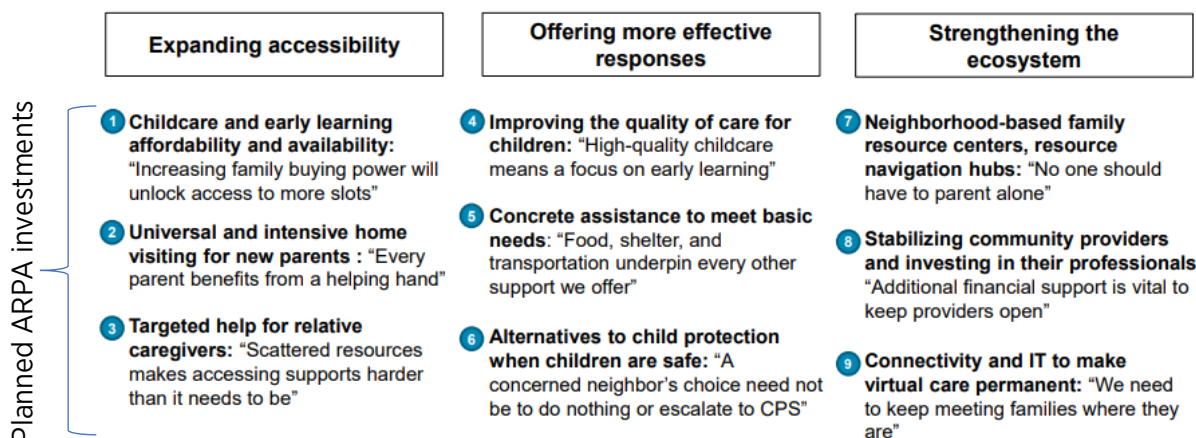 Expanding accessibility
Offering more effective
responses
Strengthening the
ecosystem
Planned ARPA investments
1 Childcare and early learning
affordability and availability:
“Increasing family buying power will
unlock access to more slots”
2 Universal and intensive home
visiting for new parents : “Every
parent benefits from a helping hand”
3 Targeted help for relative
caregivers: “Scattered resources
makes accessing supports harder
than it needs to be”
4 Improving the quality of care for
children: “High-quality childcare
means a focus on early learning”
5 Concrete assistance to meet basic
needs: “Food, shelter, and
transportation underpin every other
support we offer”
6 Alternatives to child protection
when children are safe: “A
concerned neighbor’s choice need not
be to do nothing or escalate to CPS”
7 Neighborhood-based family
resource centers, resource
navigation hubs: “No one should
have to parent alone”
8 Stabilizing community providers
and investing in their professionals
“Additional financial support is vital to
keep providers open”
9 Connectivity and IT to make
virtual care permanent: “We need
to keep meeting families where they
are”